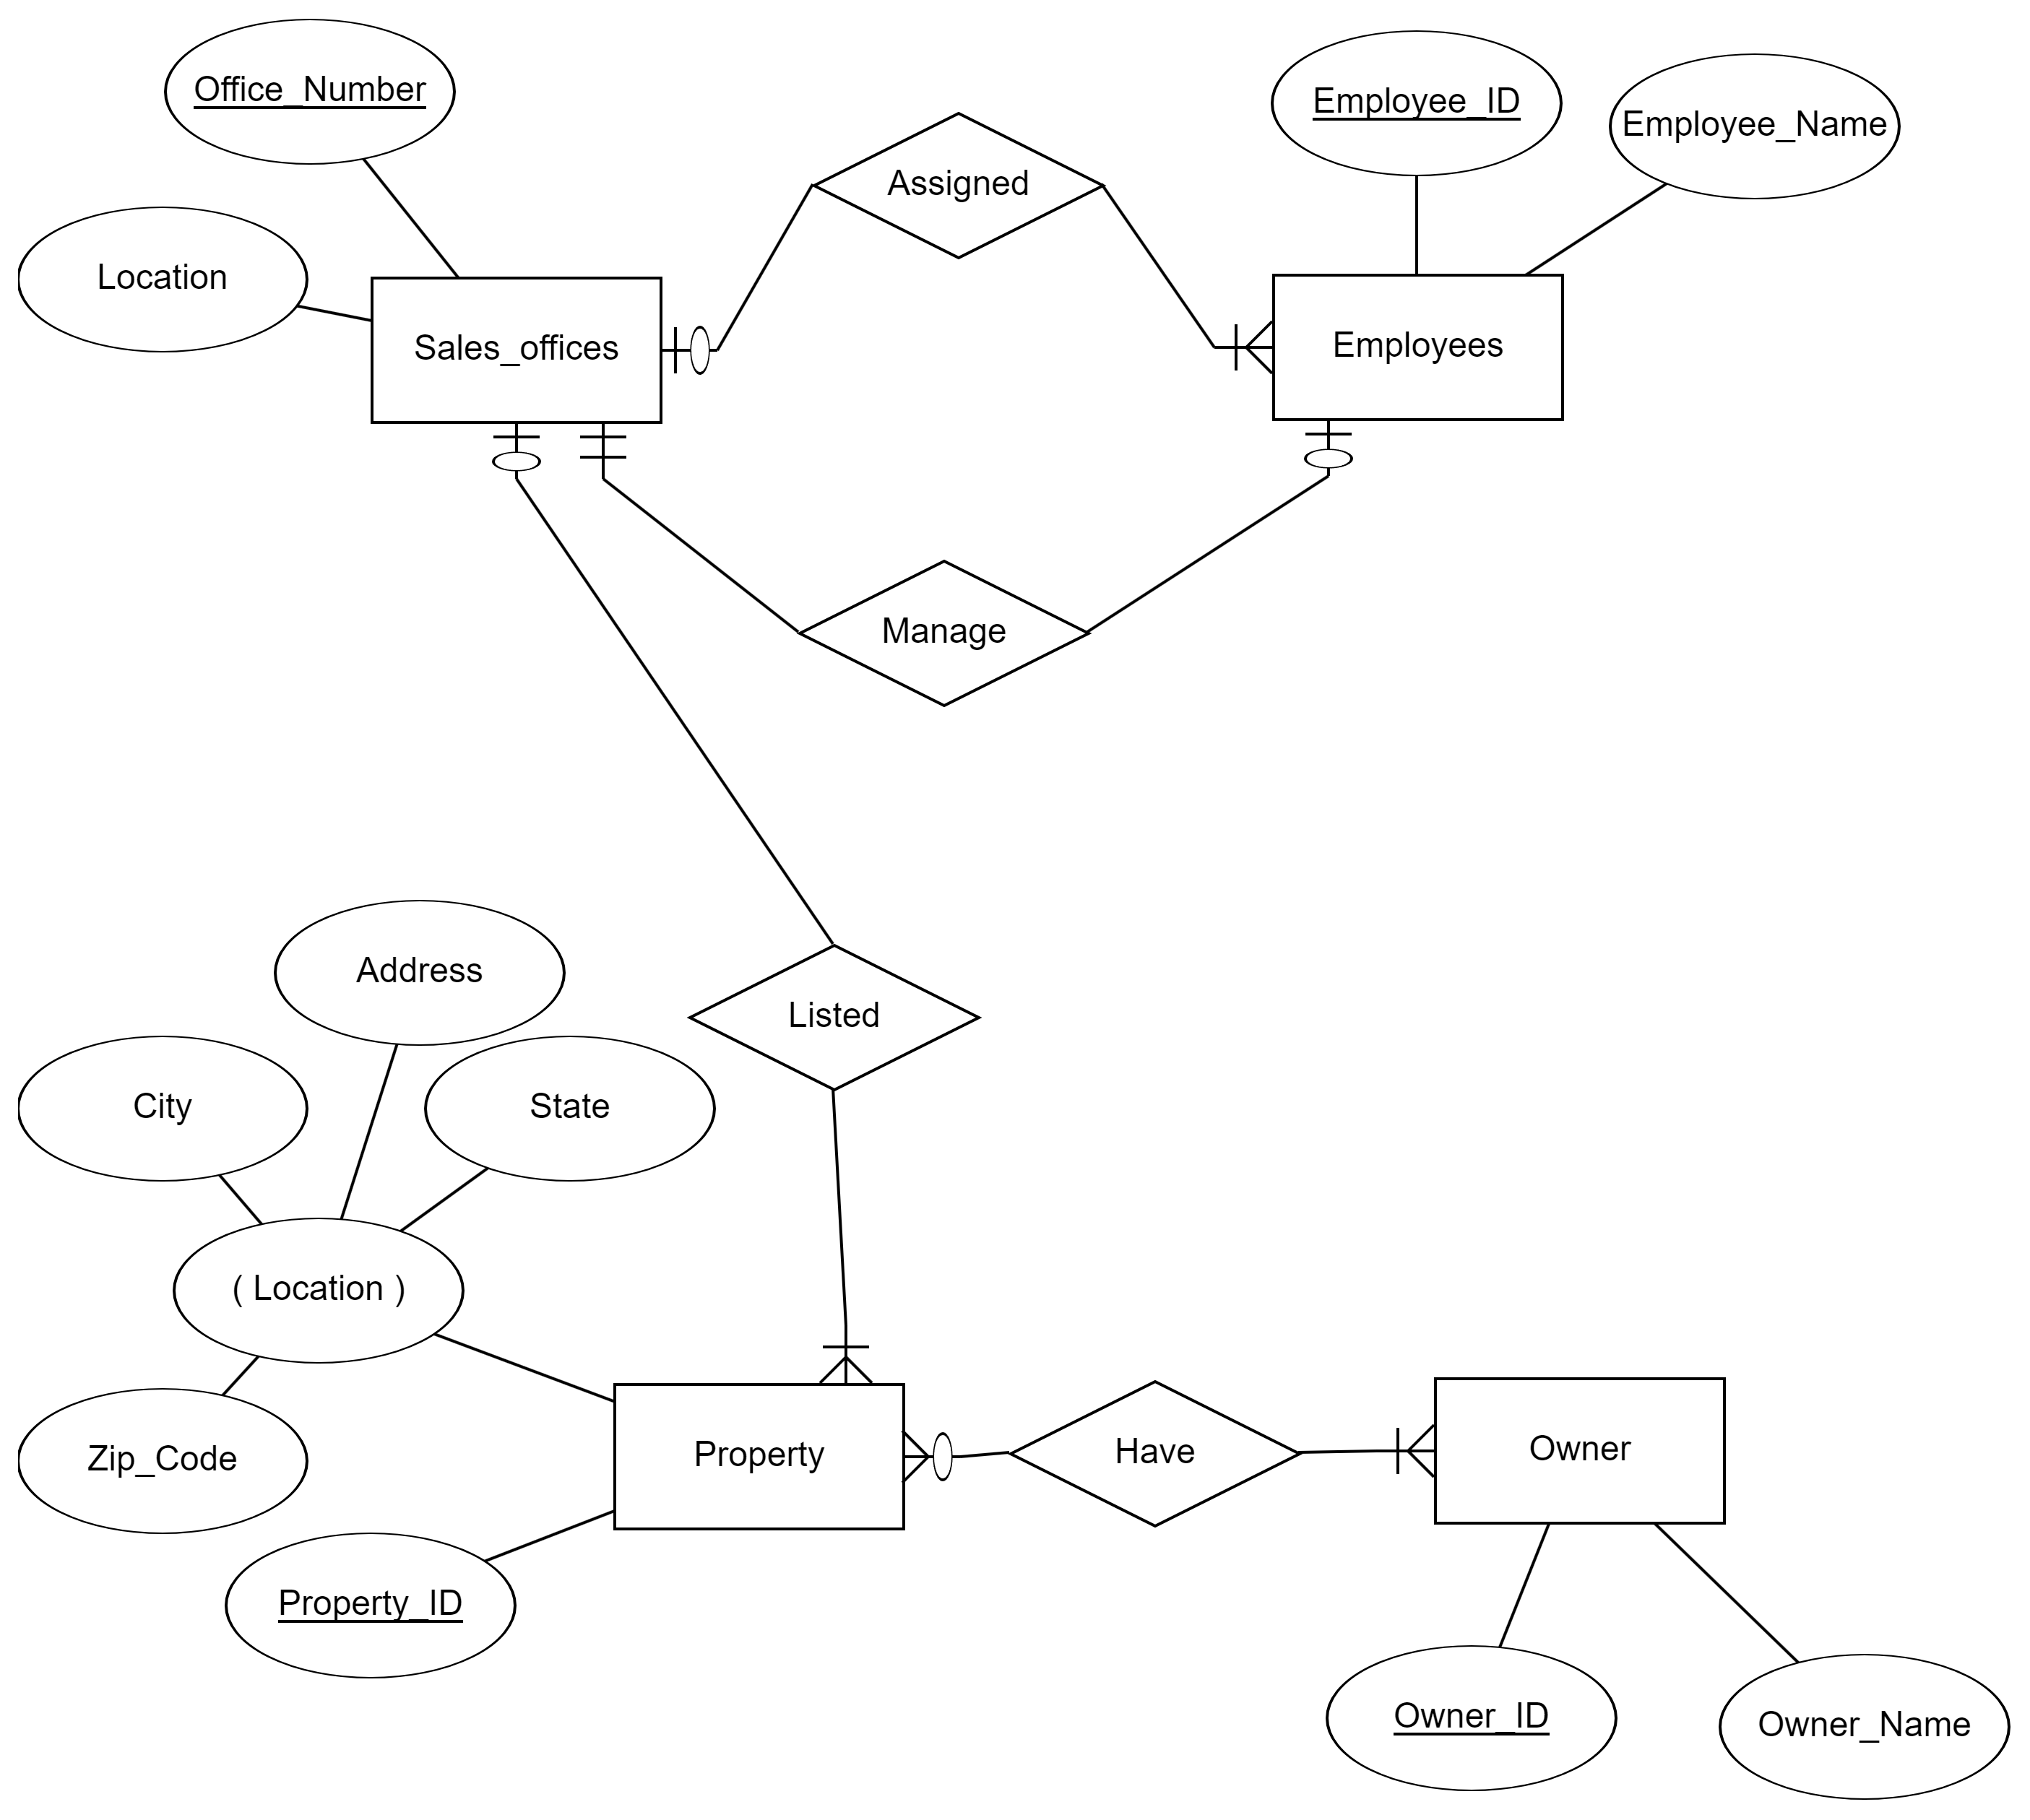 Office_Number
Employee_ID
Employee_Name
Assigned
Location
Sales_offices
Employees
Manage
Address
Listed
City
State
( Location )
Property
Have
Owner
Zip_Code
Property_ID
Owner_ID
Owner_Name